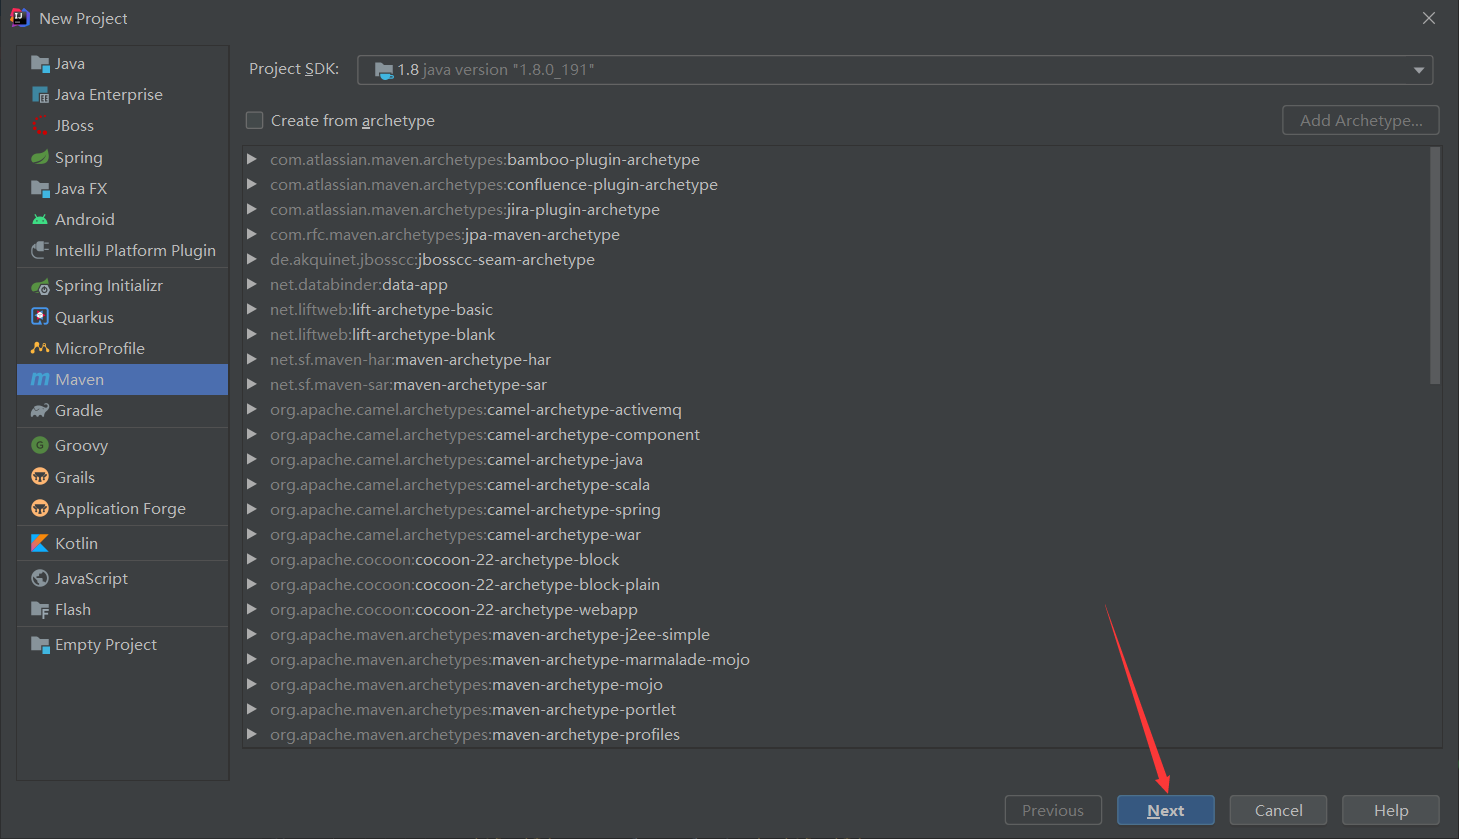 New Project
Java
Java Enterprise
JBoss
Spring
Java FX
Android
IntelliJ Platform Plugin
Spring Initializr
Quarkus
MicroProfile
Maven
Gradle
Groovy
Grails
Application Forge
Kotlin
JavaScript
Flash
Empty Project
Project SDK: 1.8 java version "1.8.0_191"
Create from archetype
Add Archetype...
com.atlassian.maven.archetypes:bamboo-plugin-archetype
com.atlassian.maven.archetypes:confluence-plugin-archetype
com.atlassian.maven.archetypes:jira-plugin-archetype
com.rfc.maven.archetypes:jpa-maven-archetype
de.akquinet.jbosscc:jbosscc-seam-archetype
net.databinder:data-app
net.liftweb:lift-archetype-basic
net.liftweb:lift-archetype-blank
net.sf.maven-har:maven-archetype-har
net.sf.maven-sar:maven-archetype-sar
org.apache.camel.archetypes:camel-archetype-activemq
org.apache.camel.archetypes:camel-archetype-component
org.apache.camel.archetypes:camel-archetype-java
org.apache.camel.archetypes:camel-archetype-scala
org.apache.camel.archetypes:camel-archetype-spring
org.apache.camel.archetypes:camel-archetype-war
org.apache.cocoon:cocoon-22-archetype-block
org.apache.cocoon:cocoon-22-archetype-block-plain
org.apache.cocoon:cocoon-22-archetype-webapp
org.apache.maven.archetypes:maven-archetype-j2ee-simple
org.apache.maven.archetypes:maven-archetype-marmalade-mojo
org.apache.maven.archetypes:maven-archetype-mojo
org.apache.maven.archetypes:maven-archetype-portlet
org.apache.maven.archetypes:maven-archetype-profiles
Previous
Next
Cancel
Help